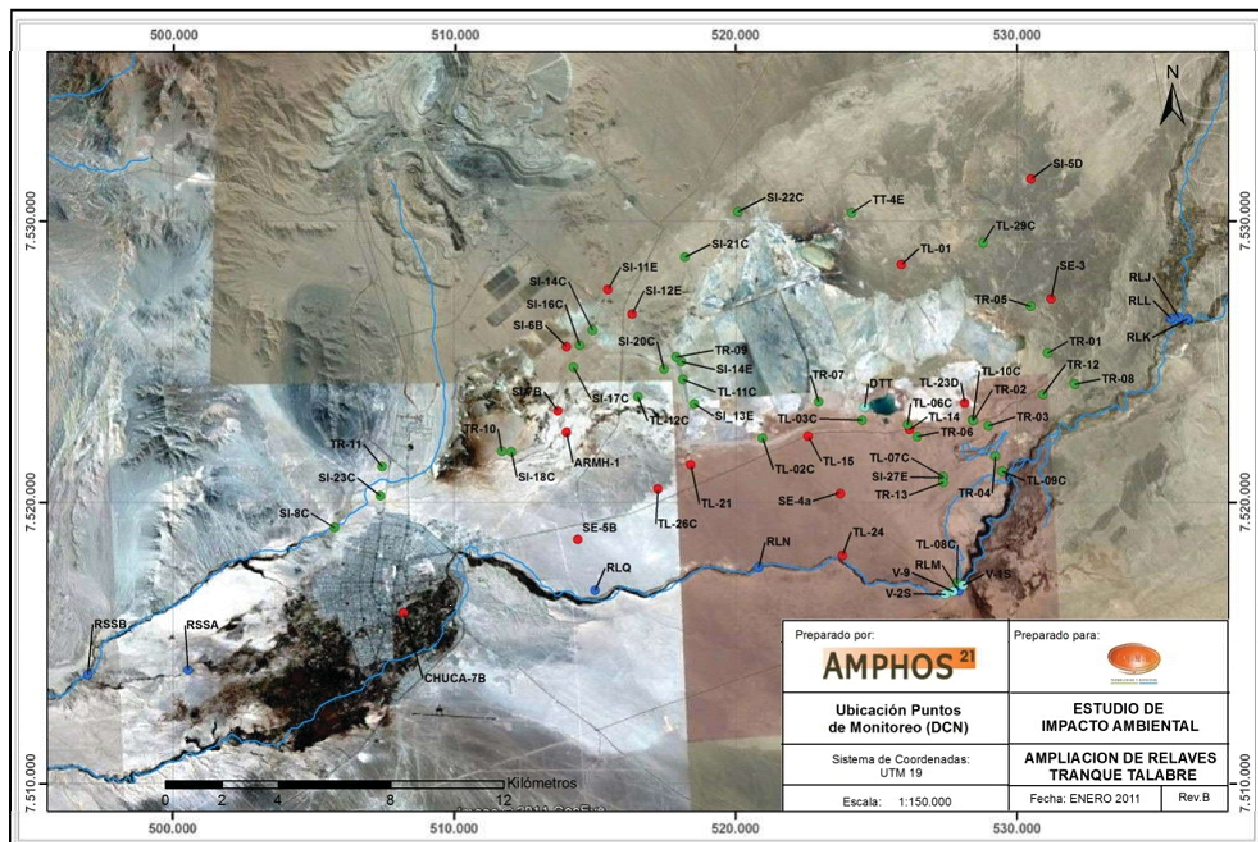 500.000 510.000 520.000 530.000
N
7.530.000
7.530.000
SI-5D
SI-22C
TT-4E
TL-29C
SI-21C
TL-01
SI-11E
SE-3
SI-14C
SI-12E
RLJ
SI-16C
TR-05
RLL
SI-6B
RLK
SI-20C
TR-09
TR-01
SI-14E
TR-12
TR-07
DTT
TL-23D
TL-10C
TR-08
TL-11C
TR-02
SI-17C
TL-06C
TL-12C
SI_13E
TL-03C
TL-14
TR-03
TR-10
TR-06
TR-11
ARMH-1
TL-15
TL-07C
SI-18C
TL-02C
SI-27E
TL-09C
SI-23C
TL-21
SE-4a
TR-13
TR-04
7.520.000
7.520.000
SI-8C
TL-26C
SE-5B
TL-24
TL-08C
RLQ
RLN
RLM
V-9
V-1S
V-2S
RSSB
RSSA
CHUCA-7B
Preparado por:
AMPHOS 21
Preparado para:
Ubicación Puntos
de Monitoreo (DCN)
ESTUDIO DE
IMPACTO AMBIENTAL
Sistema de Coordenadas:
UTM 19
AMPLIACION DE RELAVES
TRANQUE TALABRE
Escala: 1:150.000
Fecha: ENERO 2011
Rev.B
Kilómetros
0 2 4 8 12
7.510.000
7.510.000
500.000 510.000 520.000 530.000